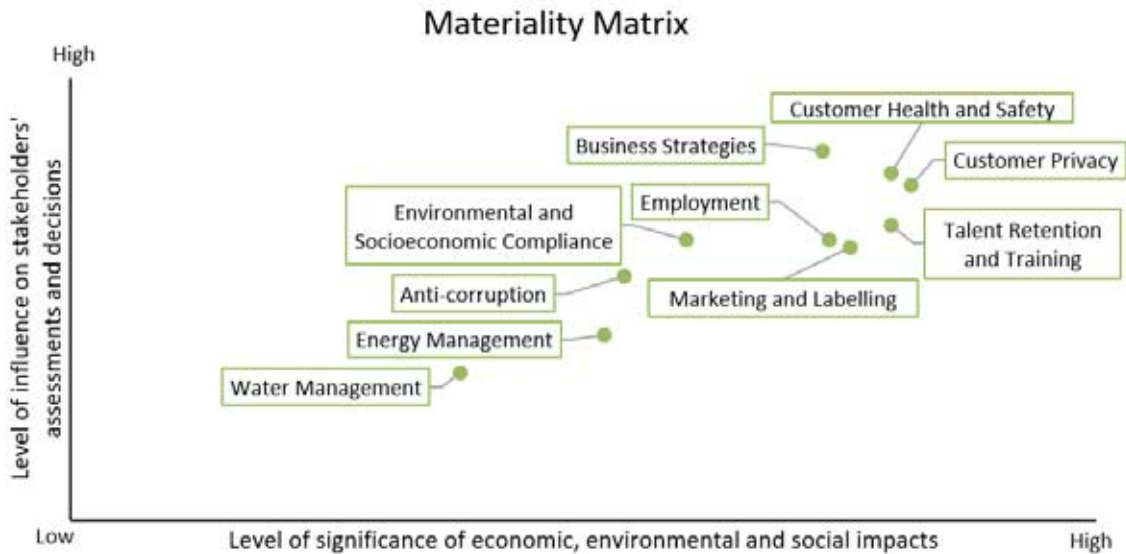 Materiality Matrix
High
Level of influence on stakeholders'
assessments and decisions
Customer Health and Safety
Business Strategies
Customer Privacy
Environmental and
Socioeconomic Compliance
Employment
Talent Retention
and Training
Anti-corruption
Marketing and Labelling
Energy Management
Water Management
Low
Level of significance of economic, environmental and social impacts
High